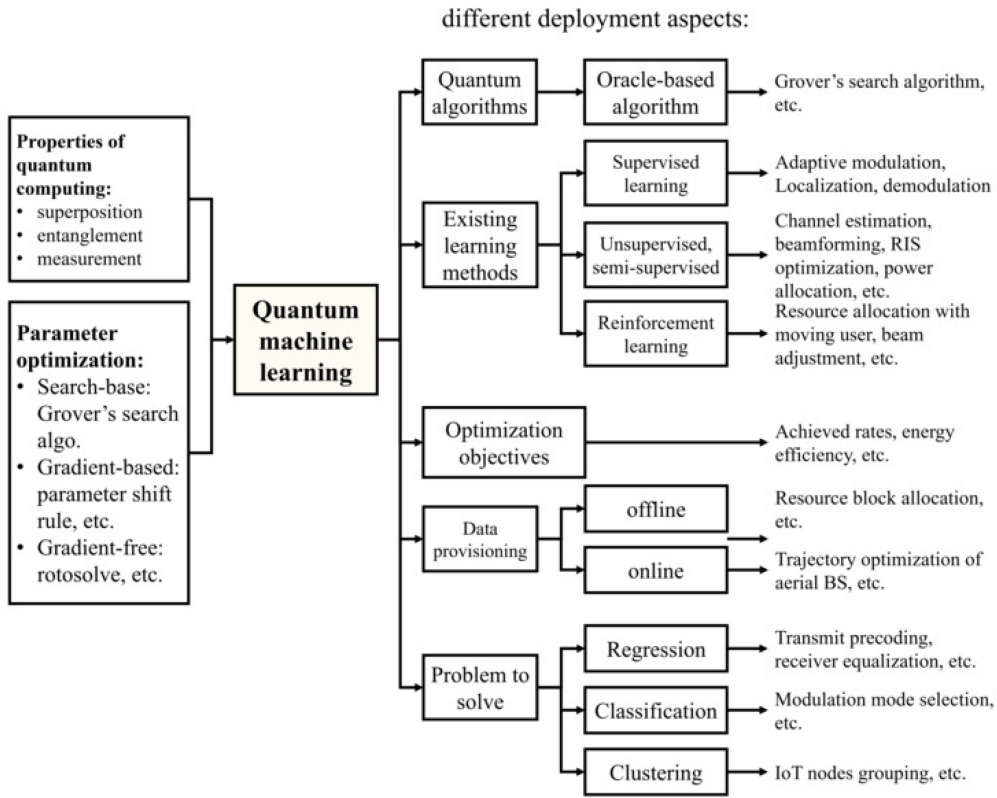 different deployment aspects:
Properties of
quantum
computing:
• superposition
• entanglement
• measurement
Parameter
optimization:
• Search-base:
Grover's search
algo.
• Gradient-based:
parameter shift
rule, etc.
• Gradient-free:
rotosolve, etc.
Quantum
machine
learning
Quantum
algorithms
Oracle-based
algorithm
Grover's search algorithm,
etc.
Existing
learning
methods
Supervised
learning
Adaptive modulation,
Localization, demodulation
Unsupervised,
semi-supervised
Channel estimation,
beamforming, RIS
optimization, power
allocation, etc.
Reinforcement
learning
Resource allocation with
moving user, beam
adjustment, etc.
Optimization
objectives
Achieved rates, energy
efficiency, etc.
Data
provisioning
offline
Resource block allocation,
etc.
online
Trajectory optimization of
aerial BS, etc.
Problem to
solve
Regression
Transmit precoding,
receiver equalization, etc.
Classification
Modulation mode selection,
etc.
Clustering
IoT nodes grouping, etc.